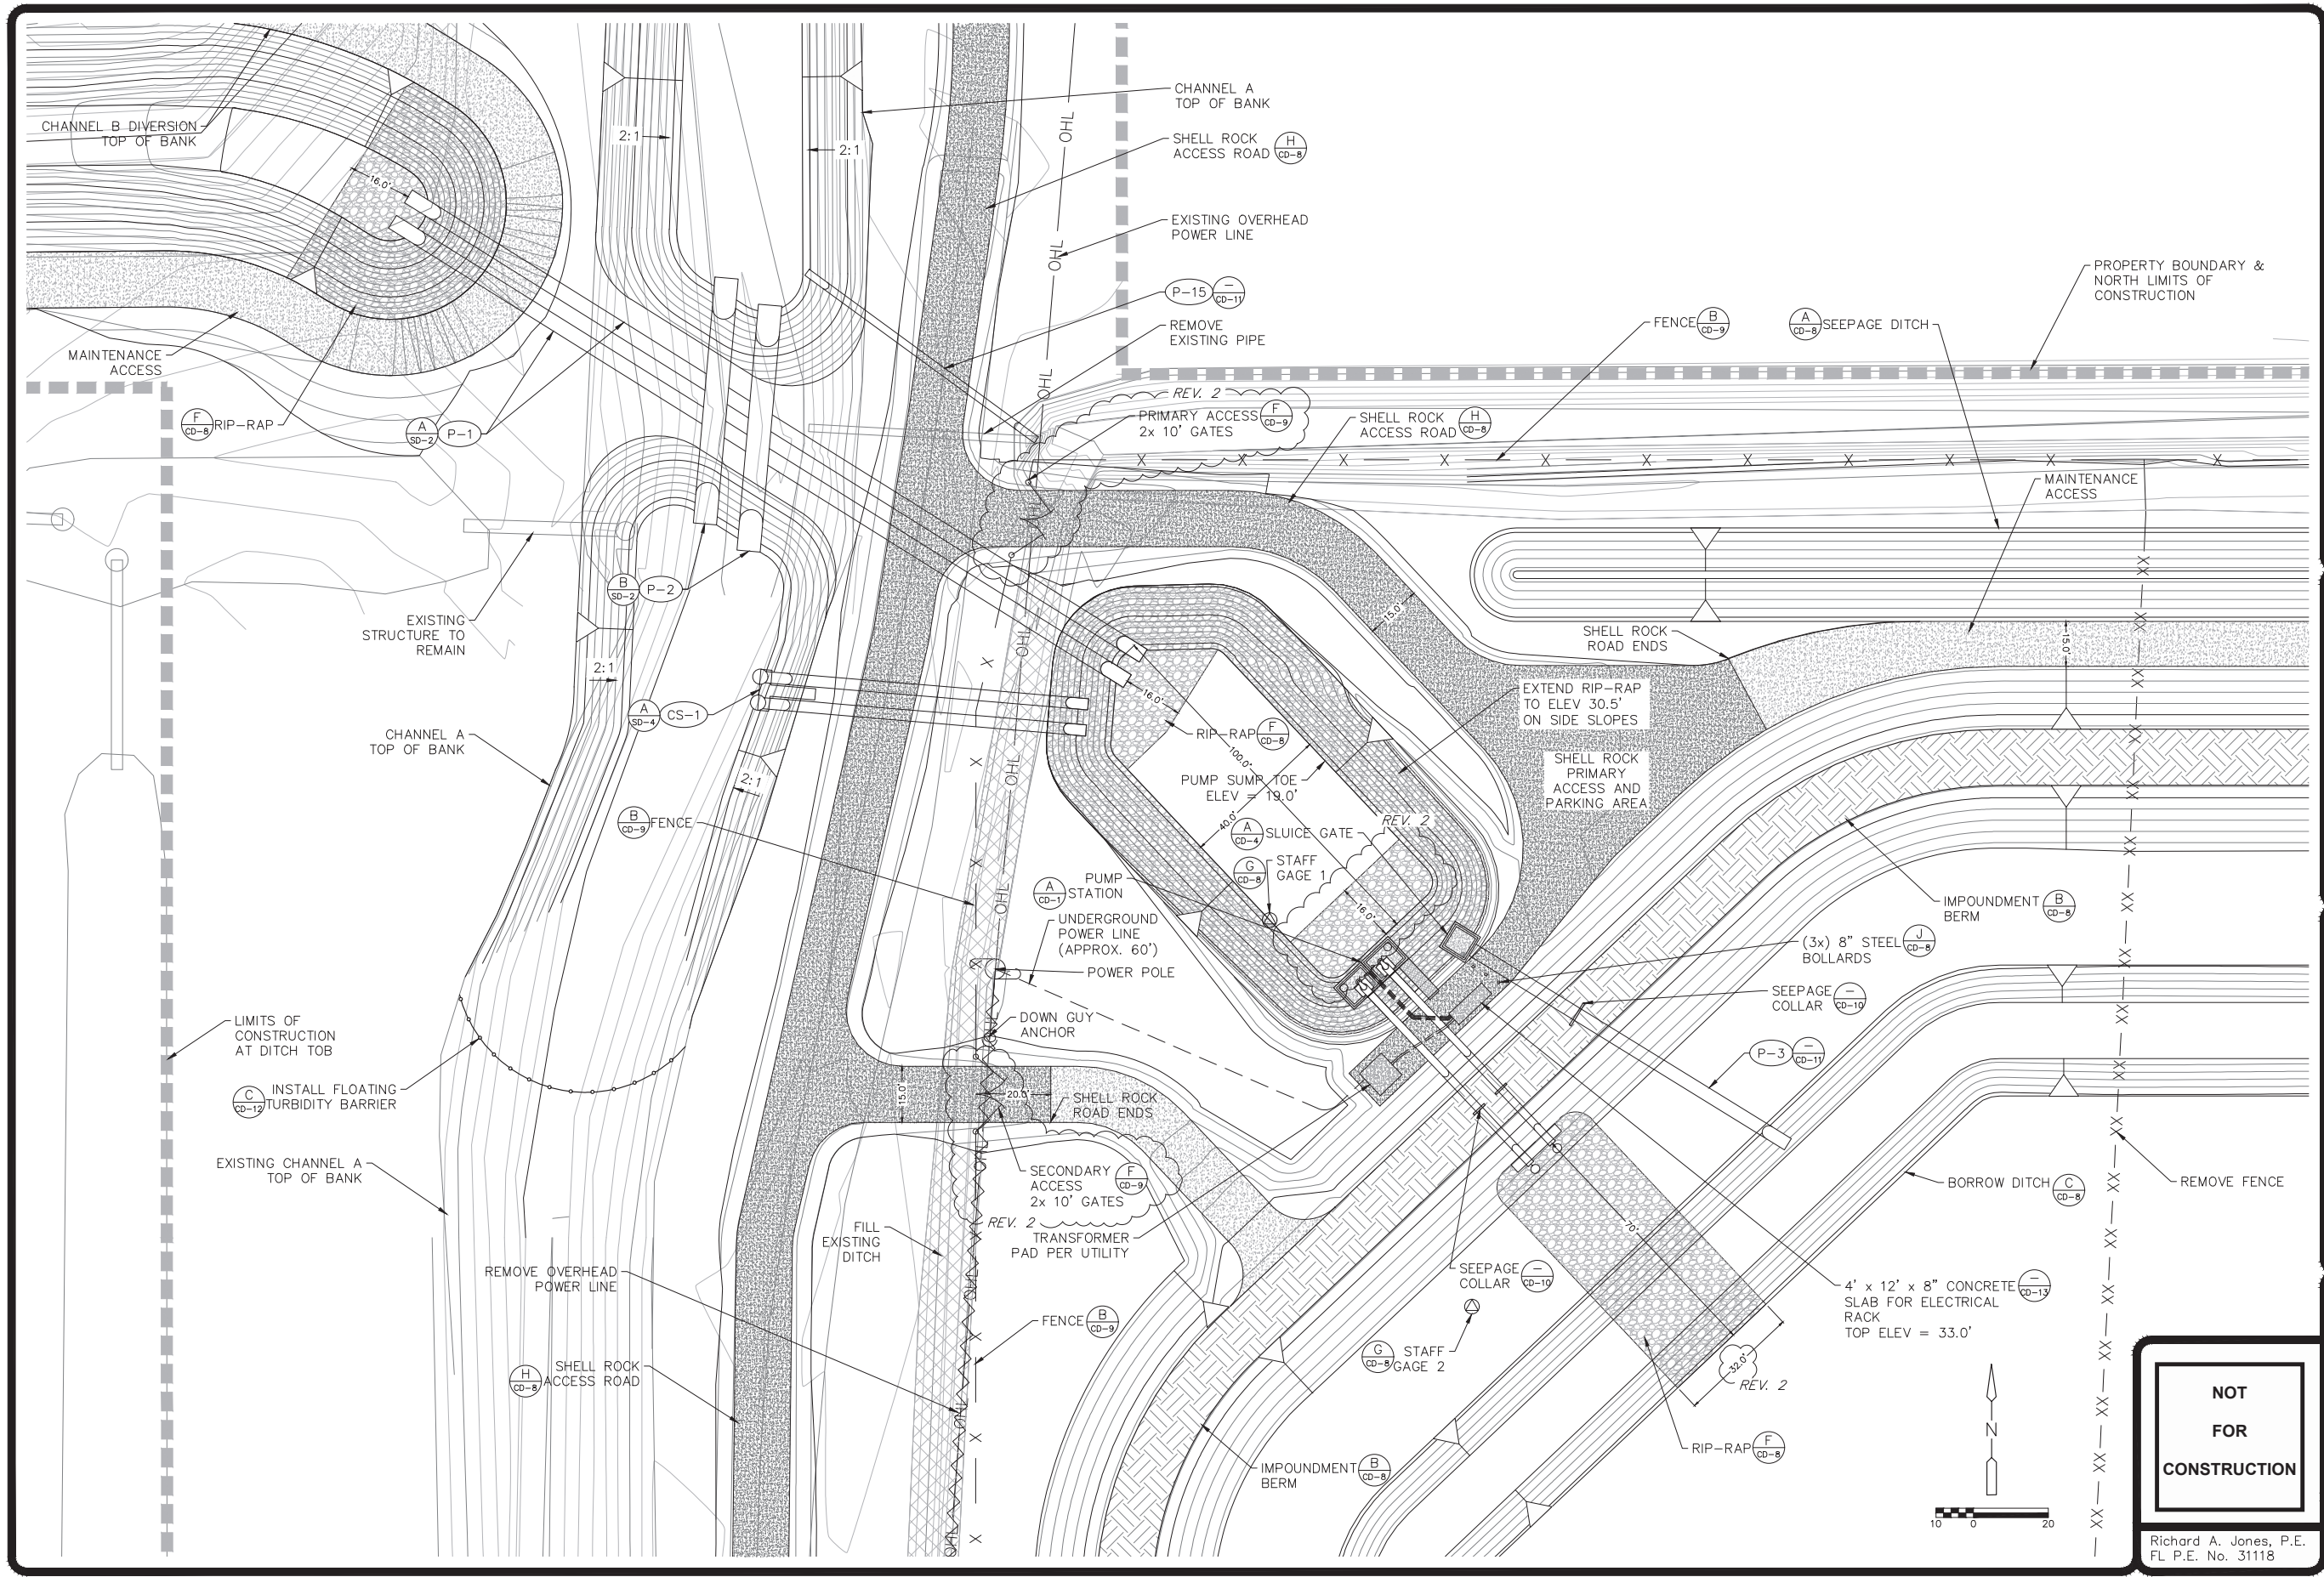 CHANNEL B DIVERSION
TOP OF BANK
16.0'
2:1
2:1
CHANNEL A
TOP OF BANK
SHELL ROCK
ACCESS ROAD
H
CD-8
OHL
OHL
OHL
EXISTING OVERHEAD
POWER LINE
P-15
–
CD-11
REMOVE
EXISTING PIPE
FENCE
B
CD-9
A
CD-8
SEEPAGE DITCH
PROPERTY BOUNDARY &
NORTH LIMITS OF
CONSTRUCTION
MAINTENANCE
ACCESS
F
CD-8
RIP-RAP
A
SD-2
P-1
REV. 2
PRIMARY ACCESS
2x 10' GATES
F
CD-9
SHELL ROCK
ACCESS ROAD
H
CD-8
MAINTENANCE
ACCESS
B
SD-2
P-2
EXISTING
STRUCTURE TO
REMAIN
2:1
A
SD-4
CS-1
CHANNEL A
TOP OF BANK
2:1
OHL
OHL
OHL
15.0'
SHELL ROCK
ROAD ENDS
15.0'
16.0'
RIP-RAP
F
CD-8
EXTEND RIP-RAP
TO ELEV 30.5'
ON SIDE SLOPES
100.0'
PUMP SUMP TOE
ELEV = 19.0'
40.0'
SHELL ROCK
PRIMARY
ACCESS AND
PARKING AREA
B
CD-9
FENCE
REV. 2
A
CD-4
SLUICE GATE
G
CD-8
STAFF
GAGE 1
16.0'
A
CD-1
PUMP
STATION
UNDERGROUND
POWER LINE
(APPROX. 60')
POWER POLE
IMPOUNDMENT
BERM
B
CD-8
(3x) 8" STEEL
BOLLARDS
J
CD-8
SEEPAGE
COLLAR
–
CD-10
DOWN GUY
ANCHOR
LIMITS OF
CONSTRUCTION
AT DITCH TOB
P-3
–
CD-11
C
CD-12
INSTALL FLOATING
TURBIDITY BARRIER
15.0'
20.0'
SHELL ROCK
ROAD ENDS
EXISTING CHANNEL A
TOP OF BANK
SECONDARY
ACCESS
2x 10' GATES
F
CD-9
REV. 2
BORROW DITCH
C
CD-8
REMOVE FENCE
FILL
EXISTING
DITCH
TRANSFORMER
PAD PER UTILITY
70'
REMOVE OVERHEAD
POWER LINE
OHL
SEEPAGE
COLLAR
–
CD-10
4' x 12' x 8" CONCRETE
SLAB FOR ELECTRICAL
RACK
TOP ELEV = 33.0'
–
CD-13
FENCE
B
CD-9
G
CD-8
STAFF
GAGE 2
32.0'
REV. 2
H
CD-8
SHELL ROCK
ACCESS ROAD
OHL
RIP-RAP
F
CD-8
IMPOUNDMENT
BERM
B
CD-8
OHL
N
10 0 20
NOT
FOR
CONSTRUCTION
Richard A. Jones, P.E.
FL P.E. No. 31118